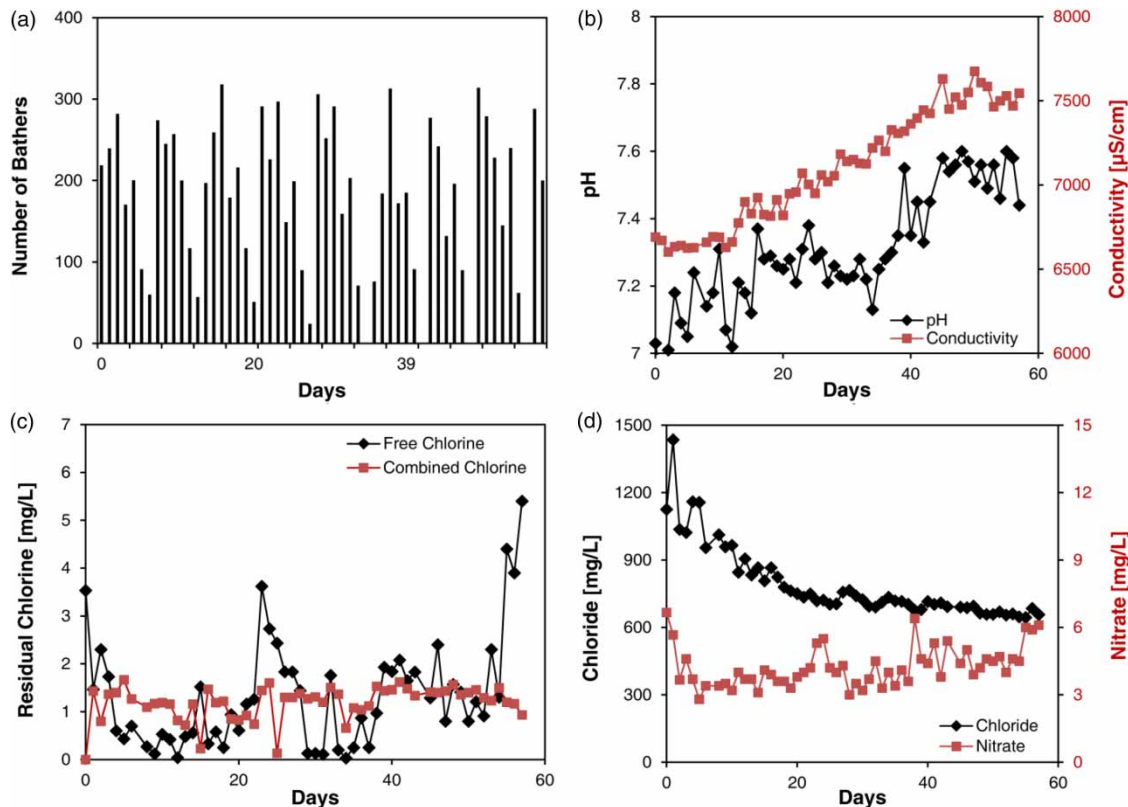 (a)
400
300
200
100
0
Number of Bathers
0 20 39
Days
(b)
8
7.8
7.6
7.4
7.2
7
pH
8000
7500
7000
6500
6000
Conductivity [µS/cm]
pH
Conductivity
0 20 40 60
Days
(c)
7
6
5
4
3
2
1
0
Residual Chlorine [mg/L]
Free Chlorine
Combined Chlorine
0 20 40 60
Days
(d)
1500
1200
900
600
300
0
Chloride [mg/L]
15
12
9
6
3
0
Nitrate [mg/L]
Chloride
Nitrate
0 10 20 30 40 50 60
Days